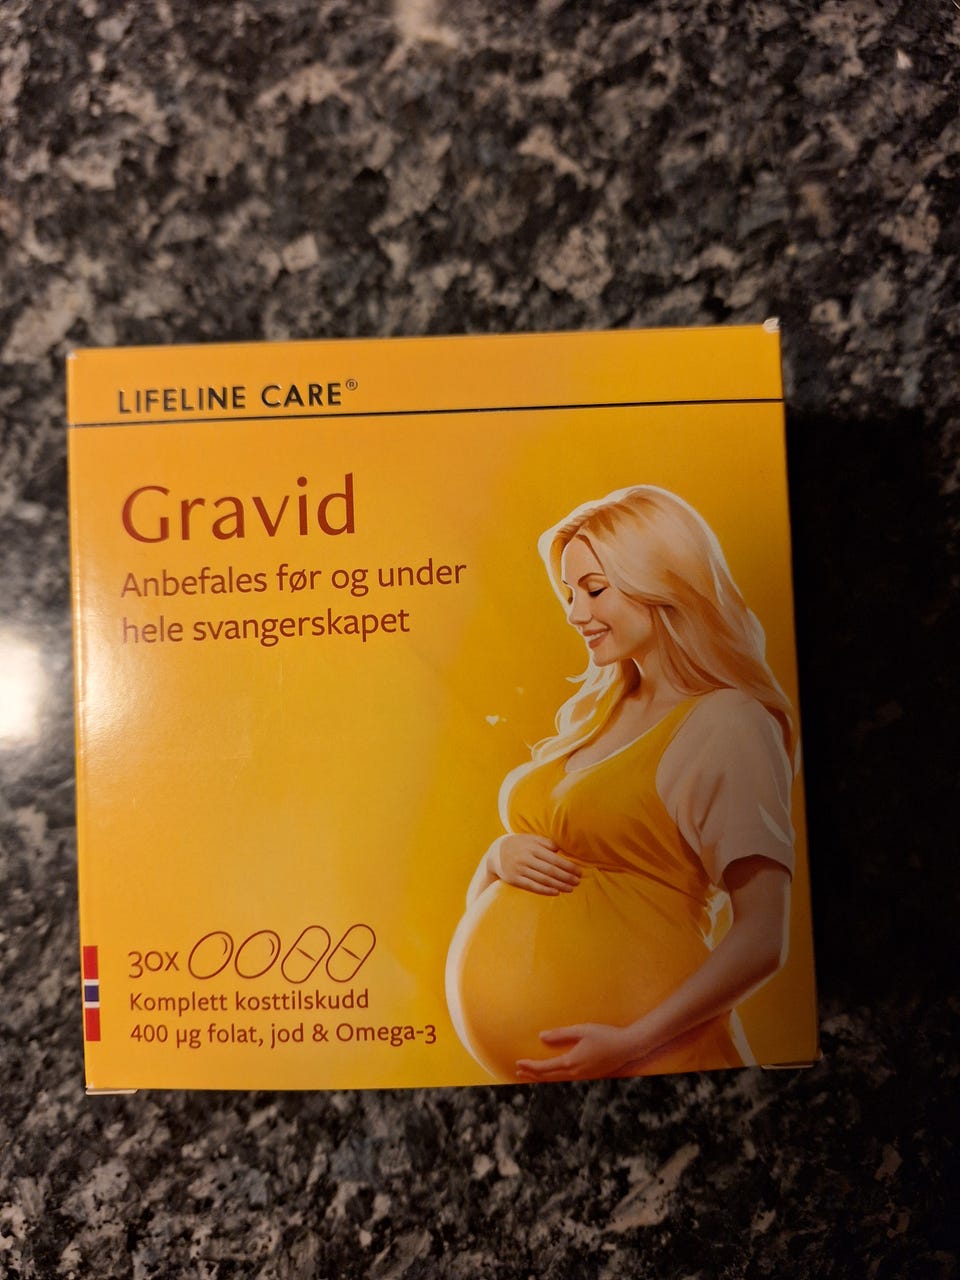 LIFELINE CARE®
Gravid
Anbefales før og under
hele svangerskapet
30x
Komplett kosttilskudd
400 µg folat, jod & Omega-3